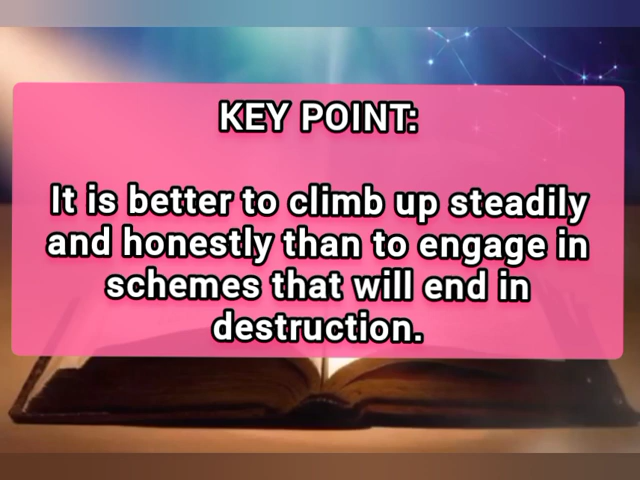 KEY POINT:
It is better to climb up steadily
and honestly than to engage in
schemes that will end in
destruction.